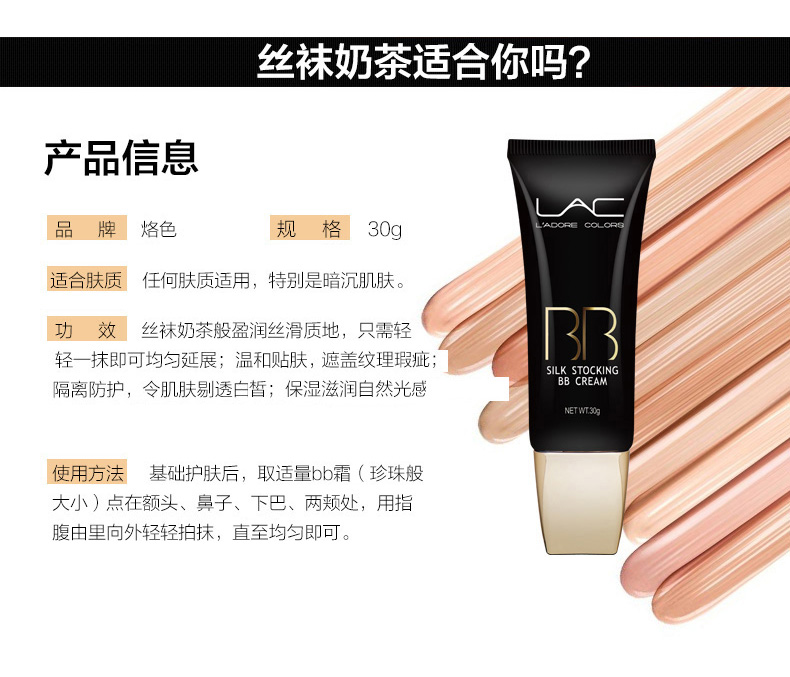 丝袜奶茶适合你吗?
产品信息
品 牌 烙色 规 格 30g
适合肤质 任何肤质适用，特别是暗沉肌肤。
功 效 丝袜奶茶般盈润丝滑质地，只需轻
轻一抹即可均匀延展；温和贴肤，遮盖纹理瑕疵；
隔离防护，令肌肤剔透白皙；保湿滋润自然光感
使用方法 基础护肤后，取适量bb霜（珍珠般
大小）点在额头、鼻子、下巴、两颊处，用指
腹由里向外轻轻拍抹，直至均匀即可。
LAC
L'ADORE COLORS
BB
SILK STOCKING
BB CREAM
NET WT.30g